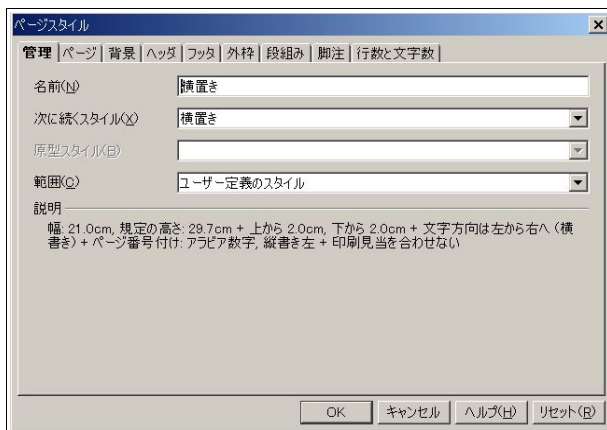 ページスタイル
管理 ページ 背景 ヘッダ フッタ 外枠 段組み 脚注 行数と文字数
名前(N) 横置き
次に続くスタイル(X) 横置き
原型スタイル(B)
範囲(C) ユーザー定義のスタイル
説明
幅: 21.0cm, 規定の高さ: 29.7cm + 上から 2.0cm, 下から 2.0cm + 文字方向は左から右へ (横
書き) + ページ番号付け: アラビア数字, 縦書き左 + 印刷見当を合わせない
OK キャンセル ヘルプ(H) リセット(R)